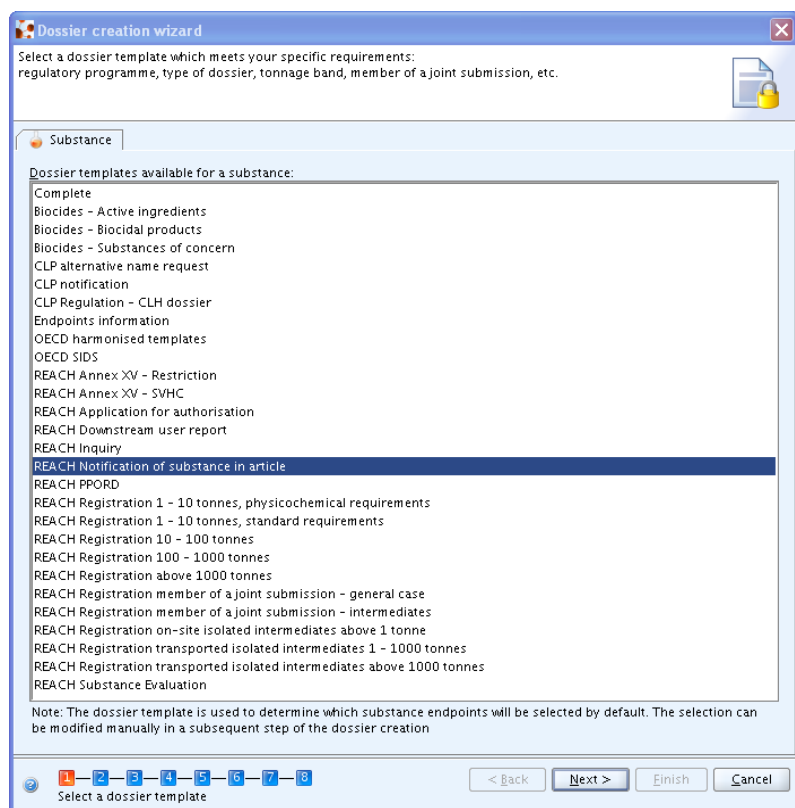 Dossier creation wizard
Select a dossier template which meets your specific requirements:
regulatory programme, type of dossier, tonnage band, member of a joint submission, etc.
Substance
Dossier templates available for a substance:
Complete
Biocides - Active ingredients
Biocides - Biocidal products
Biocides - Substances of concern
CLP alternative name request
CLP notification
CLP Regulation - CLH dossier
Endpoints information
OECD harmonised templates
OECD SIDS
REACH Annex XV - Restriction
REACH Annex XV - SVHC
REACH Application for authorisation
REACH Downstream user report
REACH Inquiry
REACH Notification of substance in article
REACH PPORD
REACH Registration 1 - 10 tonnes, physicochemical requirements
REACH Registration 1 - 10 tonnes, standard requirements
REACH Registration 10 - 100 tonnes
REACH Registration 100 - 1000 tonnes
REACH Registration above 1000 tonnes
REACH Registration member of a joint submission - general case
REACH Registration member of a joint submission - intermediates
REACH Registration on-site isolated intermediates above 1 tonne
REACH Registration transported isolated intermediates 1 - 1000 tonnes
REACH Registration transported isolated intermediates above 1000 tonnes
REACH Substance Evaluation
Note: The dossier template is used to determine which substance endpoints will be selected by default. The selection can
be modified manually in a subsequent step of the dossier creation
1 2 3 4 5 6 7 8 < Back Next > Finish Cancel
Select a dossier template